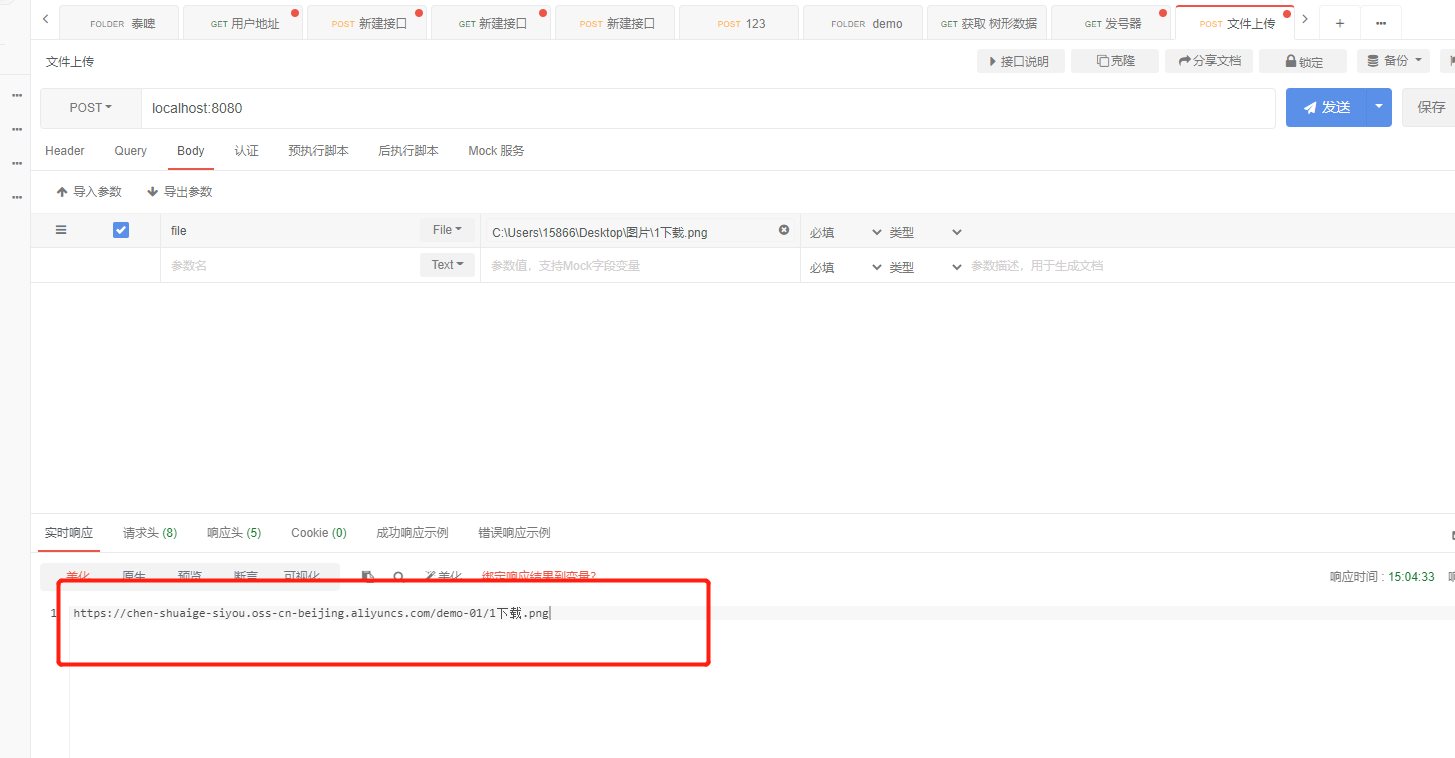 FOLDER 泰啤 GET 用户地址 POST 新建接口 GET 新建接口 POST 新建接口 POST 123 FOLDER demo GET 获取 树形数据 GET 发号器 POST 文件上传
文件上传 接口说明 克隆 分享文档 锁定 备份
POST localhost:8080 发送 保存
Header Query Body 认证 预执行脚本 后执行脚本 Mock 服务
导入参数 导出参数
file File C:\Users\15866\Desktop\图片\1下载.png 必填 类型
参数名 Text 参数值，支持Mock字段变量 必填 类型 参数描述，用于生成文档
实时响应 请求头 (8) 响应头 (5) Cookie (0) 成功响应示例 错误响应示例
美化 原生 预览 断言 可视化 美化 绑定响应结果到变量? 响应时间 : 15:04:33
1 https://chen-shuaige-siyou.oss-cn-beijing.aliyuncs.com/demo-01/1下载.png